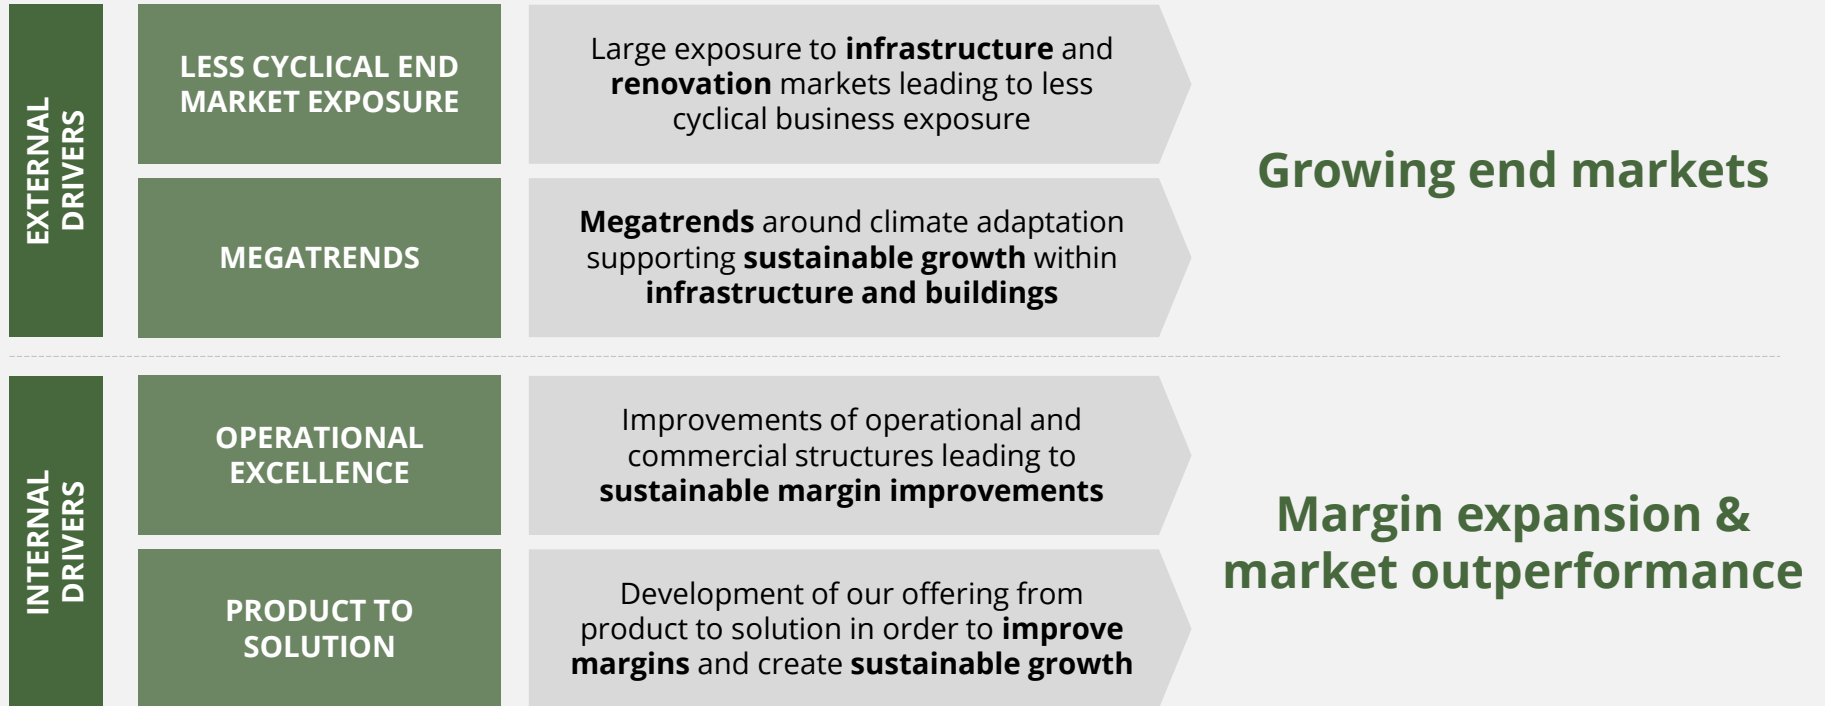 EXTERNAL
DRIVERS
LESS CYCLICAL END
MARKET EXPOSURE
Large exposure to infrastructure and
renovation markets leading to less
cyclical business exposure
MEGATRENDS
Megatrends around climate adaptation
supporting sustainable growth within
infrastructure and buildings
Growing end markets
INTERNAL
DRIVERS
OPERATIONAL
EXCELLENCE
Improvements of operational and
commercial structures leading to
sustainable margin improvements
PRODUCT TO
SOLUTION
Development of our offering from
product to solution in order to improve
margins and create sustainable growth
Margin expansion &
market outperformance